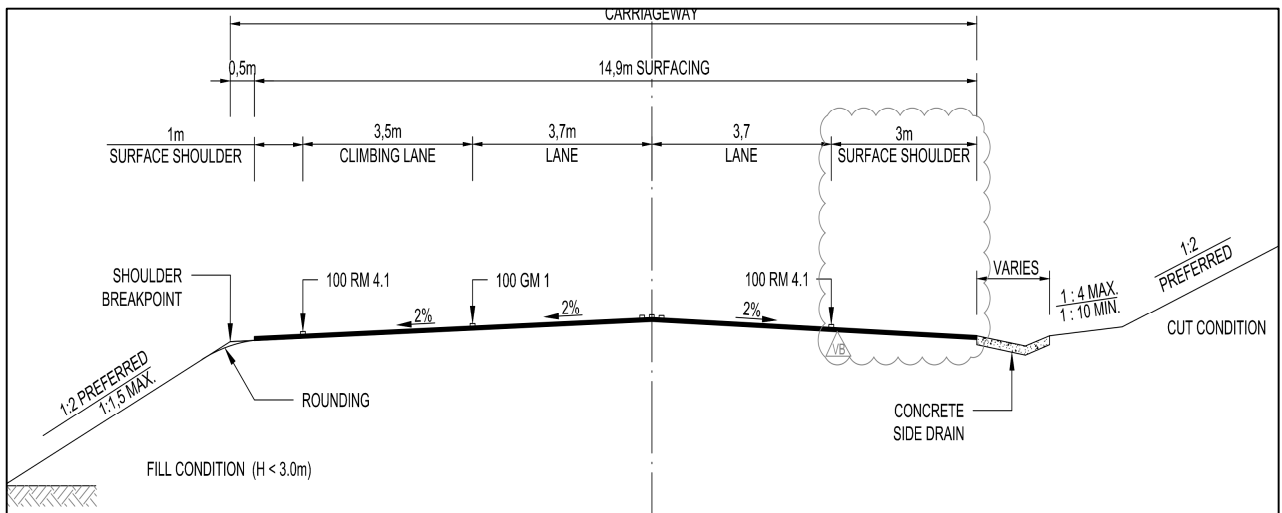 CARRIAGEWAY
0,5m
14,9m SURFACING
1m
SURFACE SHOULDER
3,5m
CLIMBING LANE
3,7m
LANE
3,7
LANE
3m
SURFACE SHOULDER
SHOULDER
BREAKPOINT
100 RM 4.1
100 GM 1
100 RM 4.1
VARIES
1:2
PREFERRED
1 : 4 MAX.
1 : 10 MIN.
2%
2%
2%
CUT CONDITION
VB
1:2 PREFERRED
1:1,5 MAX.
ROUNDING
CONCRETE
SIDE DRAIN
FILL CONDITION (H < 3.0m)